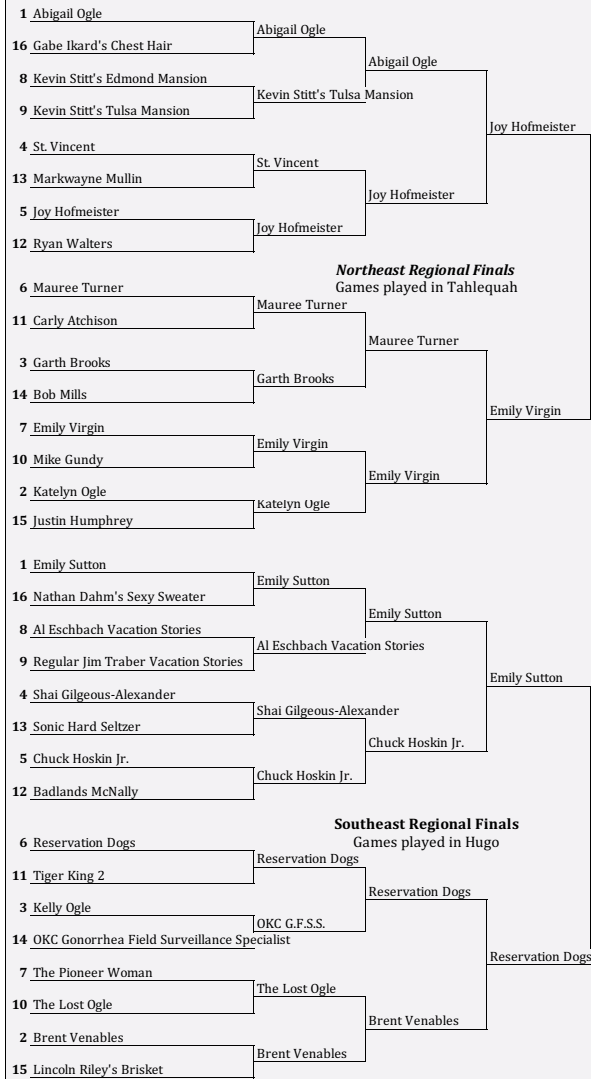 1 Abigail Ogle
Abigail Ogle
16 Gabe Ikard's Chest Hair
Abigail Ogle
8 Kevin Stitt's Edmond Mansion
Kevin Stitt's Tulsa Mansion
9 Kevin Stitt's Tulsa Mansion
Joy Hofmeister
4 St. Vincent
St. Vincent
13 Markwayne Mullin
Joy Hofmeister
5 Joy Hofmeister
Joy Hofmeister
12 Ryan Walters
Northeast Regional Finals
Games played in Tahlequah
6 Mauree Turner
Mauree Turner
11 Carly Atchison
Mauree Turner
3 Garth Brooks
Garth Brooks
14 Bob Mills
Emily Virgin
7 Emily Virgin
Emily Virgin
10 Mike Gundy
Emily Virgin
2 Katelyn Ogle
Katelyn Ogle
15 Justin Humphrey
1 Emily Sutton
Emily Sutton
16 Nathan Dahm's Sexy Sweater
Emily Sutton
8 Al Eschbach Vacation Stories
Al Eschbach Vacation Stories
9 Regular Jim Traber Vacation Stories
Emily Sutton
4 Shai Gilgeous-Alexander
Shai Gilgeous-Alexander
13 Sonic Hard Seltzer
Chuck Hoskin Jr.
5 Chuck Hoskin Jr.
Chuck Hoskin Jr.
12 Badlands McNally
Southeast Regional Finals
Games played in Hugo
6 Reservation Dogs
Reservation Dogs
11 Tiger King 2
Reservation Dogs
3 Kelly Ogle
OKC G.F.S.S.
14 OKC Gonorrhea Field Surveillance Specialist
Reservation Dogs
7 The Pioneer Woman
The Lost Ogle
10 The Lost Ogle
Brent Venables
2 Brent Venables
Brent Venables
15 Lincoln Riley's Brisket